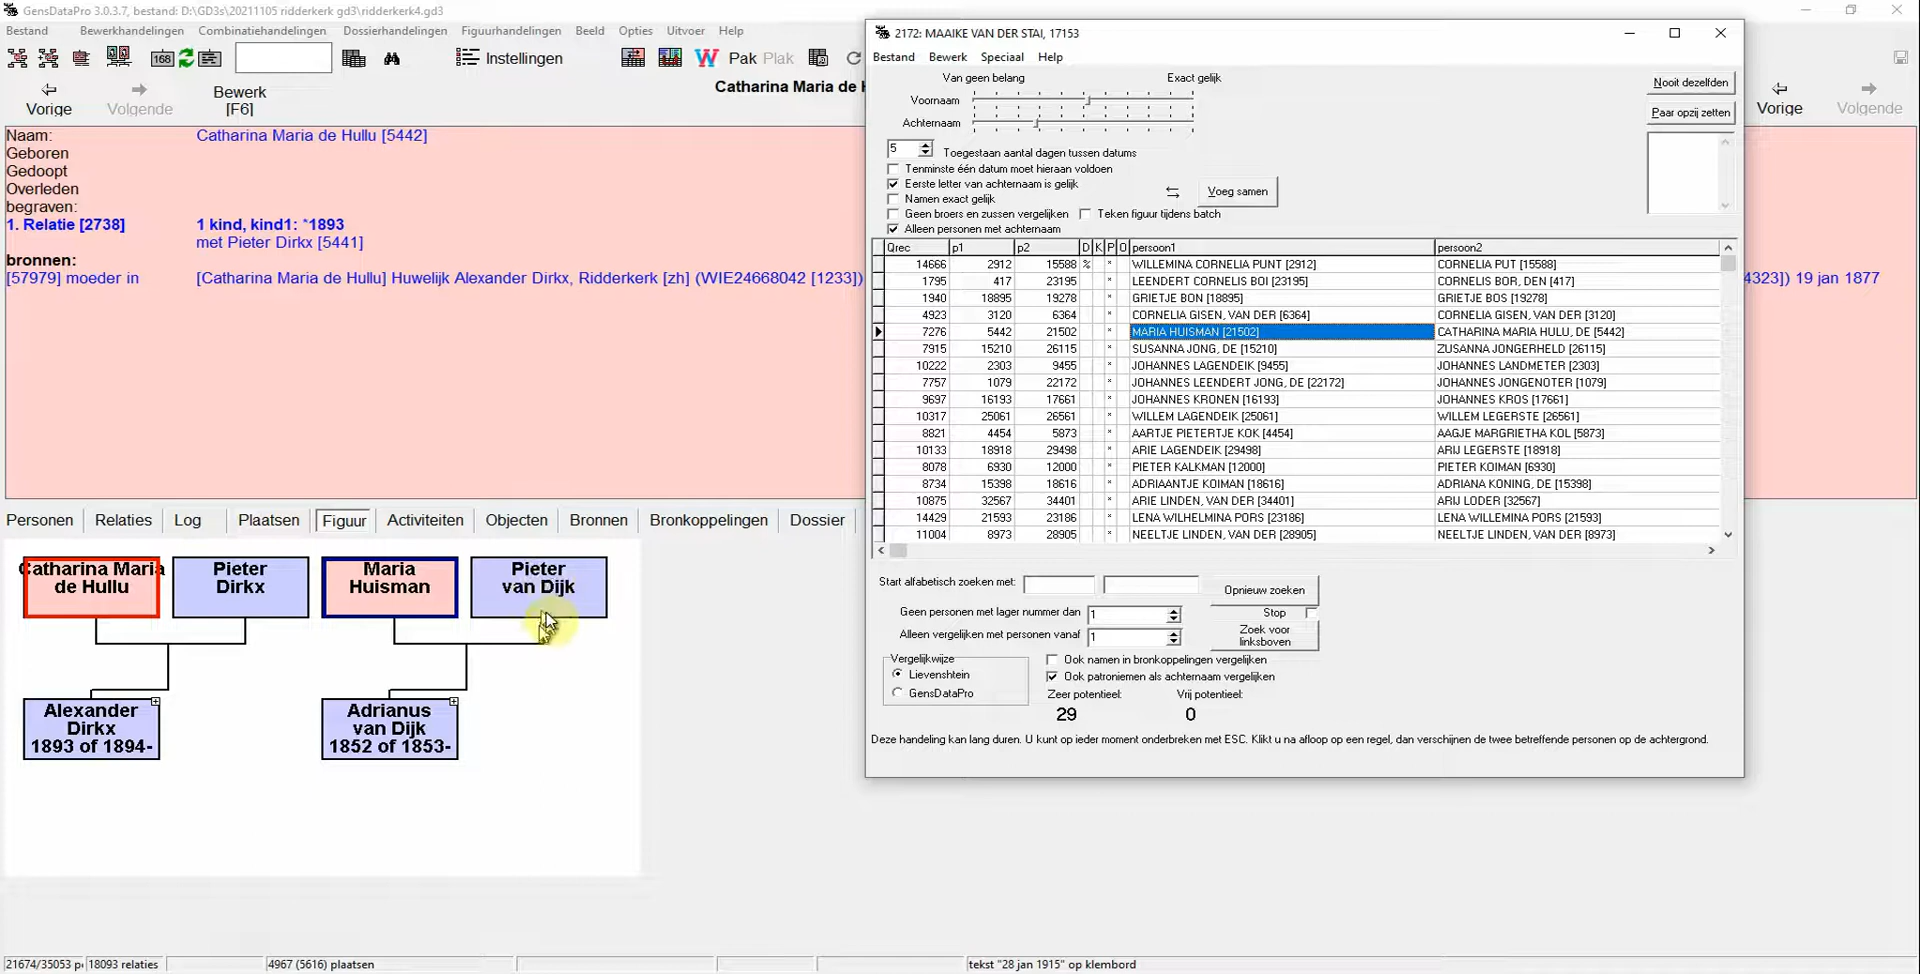 GensDataPro 3.0.3.7, bestand: D:\GD3s\20211105 ridderkerk gd3\ridderkerk4.gd3
Bestand Bewerkhandelingen Combinatiehandelingen Dossierhandelingen Figuurhandelingen Beeld Opties Uitvoer Help
168 Instellingen W Pak Plak
Vorige Volgende Bewerk [F6] Catharina Maria de H
Vorige Volgende
Naam: Catharina Maria de Hullu [5442]
Geboren
Gedoopt
Overleden
begraven:
1. Relatie [2738] 1 kind, kind1: *1893
met Pieter Dirkx [5441]
bronnen:
[57979] moeder in [Catharina Maria de Hullu] Huwelijk Alexander Dirkx, Ridderkerk [zh] (WIE24668042 [1233])
4323]) 19 jan 1877
Personen Relaties Log Plaatsen Figuur Activiteiten Objecten Bronnen Bronkoppelingen Dossier
Catharina Maria
de Hullu
Pieter
Dirkx
Maria
Huisman
Pieter
van Dijk
Alexander
Dirkx
1893 of 1894-
Adrianus
van Dijk
1852 of 1853-
2172: MAAIKE VAN DER STAI, 17153
Bestand Bewerk Speciaal Help
Van geen belang Exact gelijk
Voornaam
Achternaam
Nooit dezelfden
Paar opzij zetten
5 Toegestaan aantal dagen tussen datums
Tenminste één datum moet hieraan voldoen
Eerste letter van achternaam is gelijk
Namen exact gelijk
Geen broers en zussen vergelijken Teken figuur tijdens batch
Alleen personen met achternaam
Voeg samen
Qrec p1 p2 D K P O persoon1 persoon2
14666 2912 15588 % * WILLEMINA CORNELIA PUNT [2912] CORNELIA PUT [15588]
1795 417 23195 * LEENDERT CORNELIS BOI [23195] CORNELIS BOR, DEN [417]
1940 18895 19278 * GRIETJE BON [18895] GRIETJE BOS [19278]
4923 3120 6364 * CORNELIA GISEN, VAN DER [6364] CORNELIA GISEN, VAN DER [3120]
7276 5442 21502 * MARIA HUISMAN [21502] CATHARINA MARIA HULU, DE [5442]
7915 15210 26115 * SUSANNA JONG, DE [15210] ZUSANNA JONGERHELD [26115]
10222 2303 9455 * JOHANNES LAGENDEIK [9455] JOHANNES LANDMETER [2303]
7757 1079 22172 * JOHANNES LEENDERT JONG, DE [22172] JOHANNES JONGENOTER [1079]
9697 16193 17661 * JOHANNES KRONEN [16193] JOHANNES KROS [17661]
10317 25061 26561 * WILLEM LAGENDEIK [25061] WILLEM LEGERSTE [26561]
8821 4454 5873 * AARTJE PIETERTJE KOK [4454] AAGJE MARGRIETHA KOL [5873]
10133 18918 29498 * ARIE LAGENDEIK [29498] ARIJ LEGERSTE [18918]
8078 6930 12000 * PIETER KALKMAN [12000] PIETER KOIMAN [6930]
8734 15398 18616 * ADRIAANTJE KOIMAN [18616] ADRIANA KONING, DE [15398]
10875 32567 34401 * ARIE LINDEN, VAN DER [34401] ARIJ LODER [32567]
14429 21593 23186 * LENA WILHELMINA PORS [23186] LENA WILLEMINA PORS [21593]
11004 8973 28905 * NEELTJE LINDEN, VAN DER [28905] NEELTJE LINDEN, VAN DER [8973]
Start alfabetisch zoeken met: Opnieuw zoeken
Geen personen met lager nummer dan 1 Stop
Alleen vergelijken met personen vanaf 1 Zoek voor linksboven
Vergelijkwijze
Lievenshtein
GensDataPro
Ook namen in bronkoppelingen vergelijken
Ook patroniemen als achternaam vergelijken
Zeer potentieel: Vrij potentieel:
29 0
Deze handeling kan lang duren. U kunt op ieder moment onderbreken met ESC. Klikt u na afloop op een regel, dan verschijnen de twee betreffende personen op de achtergrond.
21674/35053 p 18093 relaties 4967 (5616) plaatsen tekst "28 jan 1915" op klembord